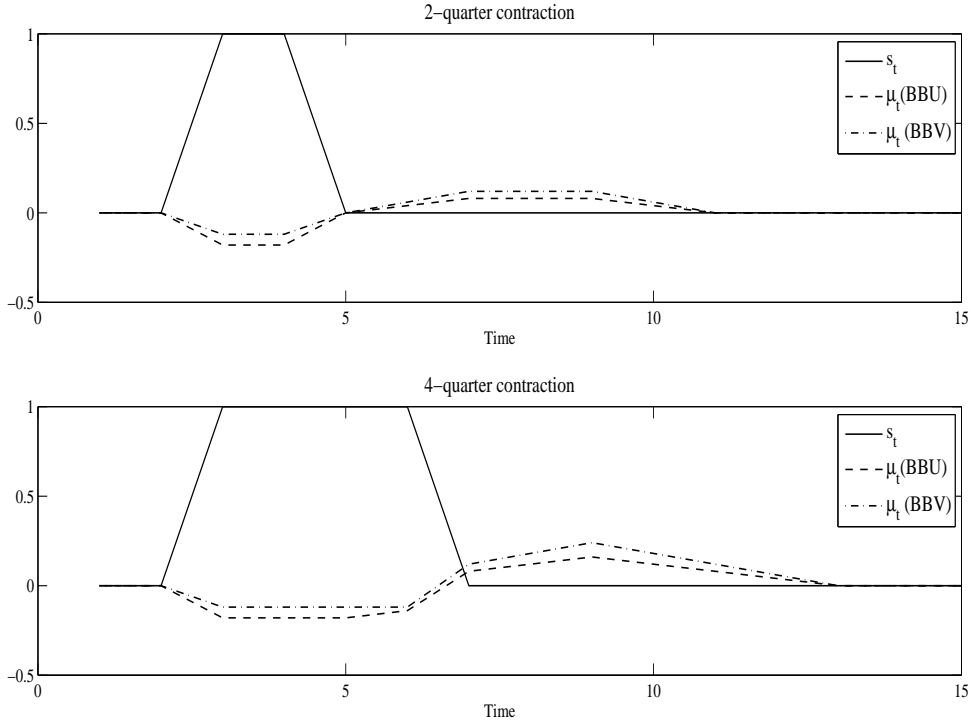 2−quarter contraction
1
0.5
0
−0.5
0
5
10
15
Time
s_t
μ_t(BBU)
μ_t (BBV)
4−quarter contraction
1
0.5
0
−0.5
0
5
10
15
Time
s_t
μ_t(BBU)
μ_t (BBV)